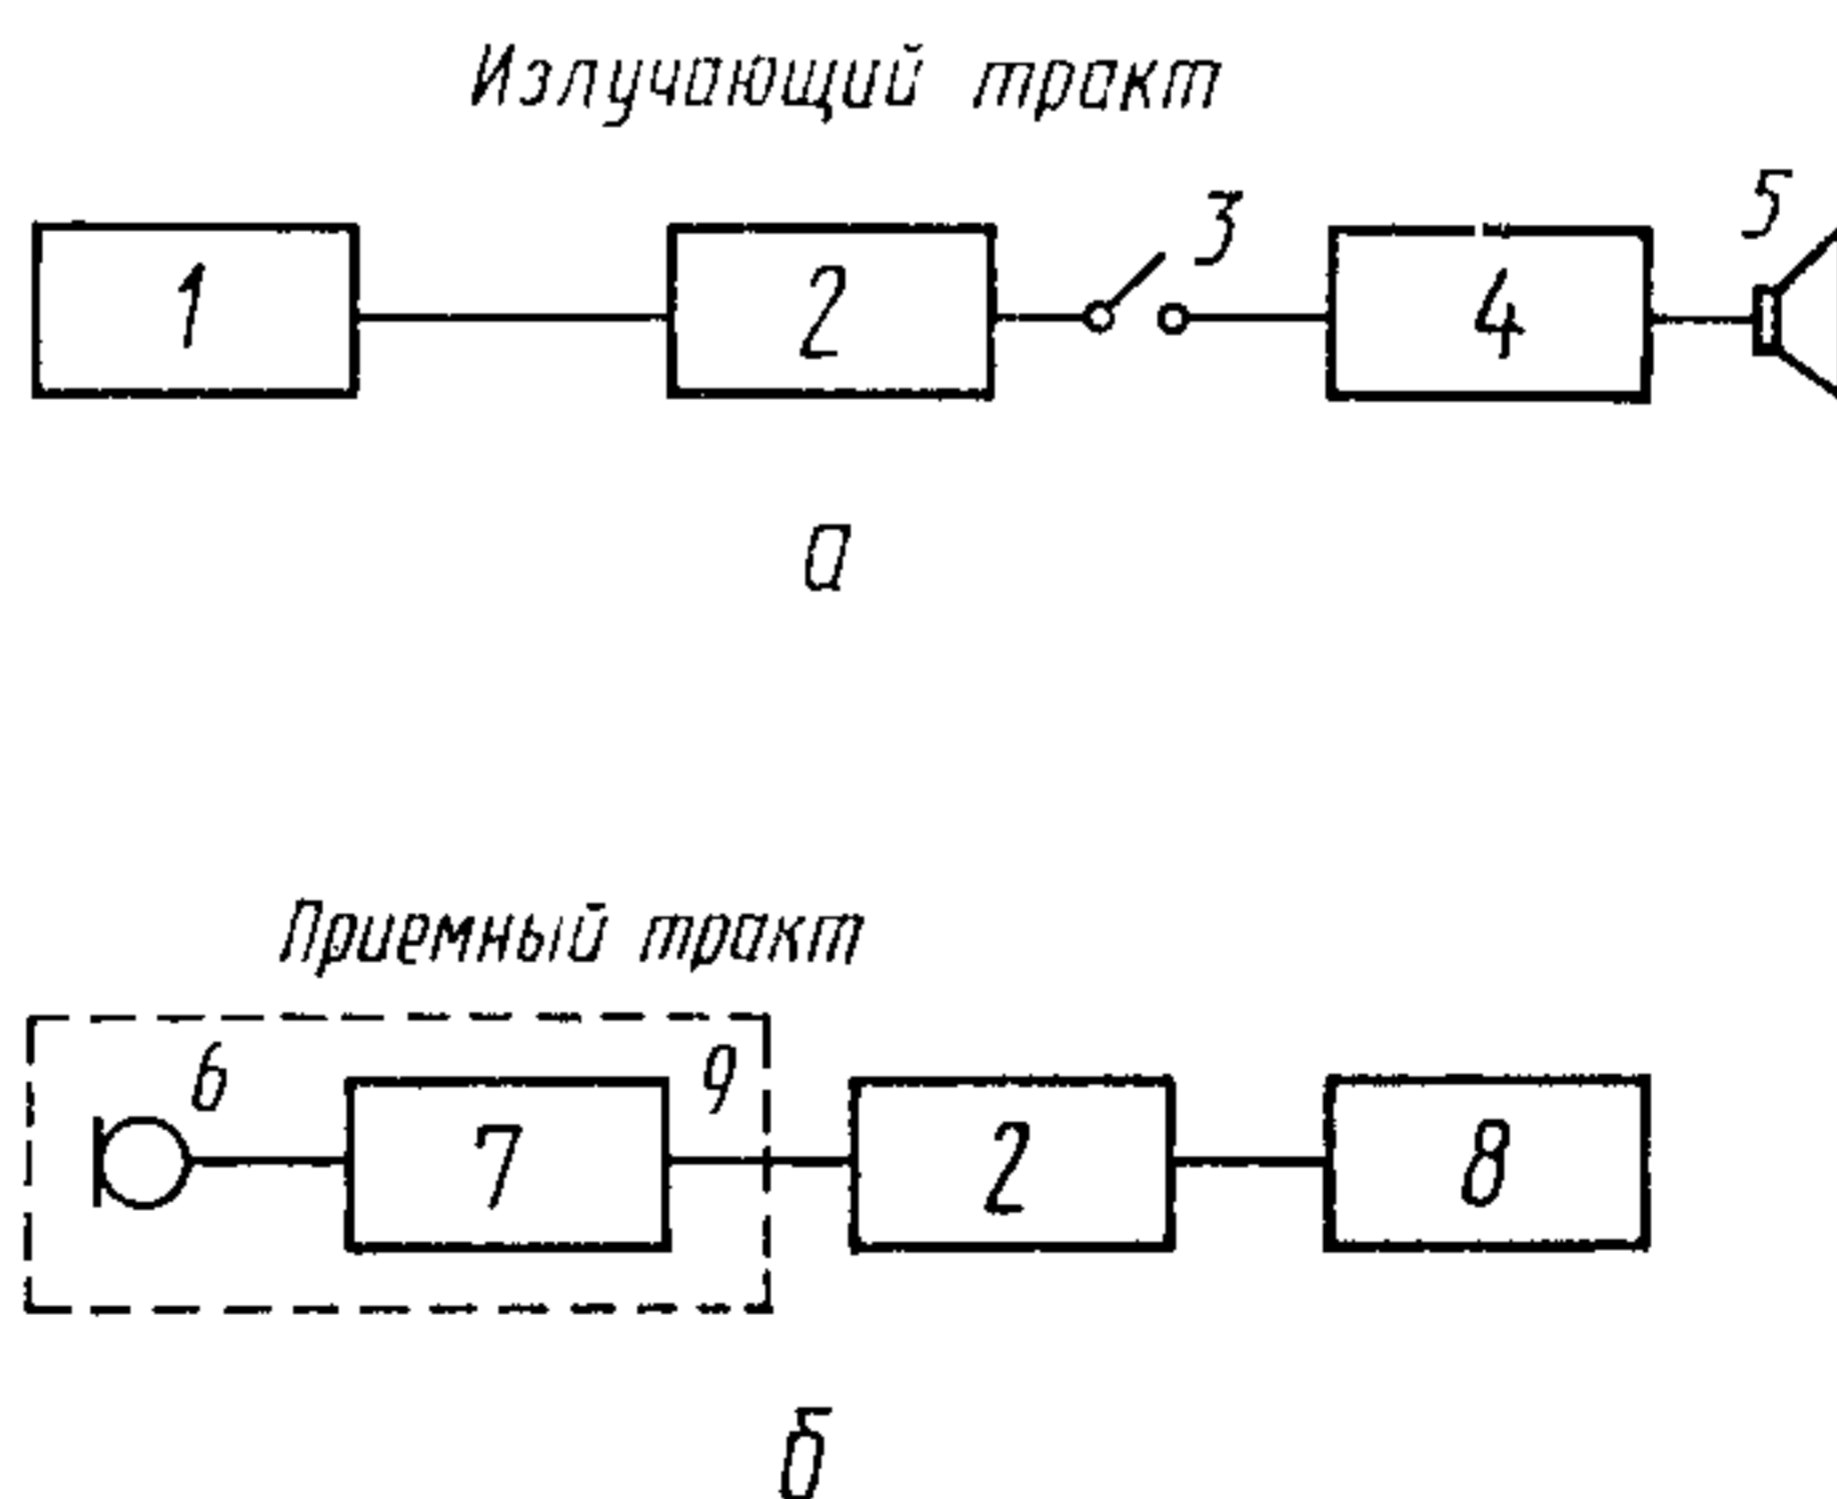 Излучающий тракт
1 2 3 4 5
а
Приемный тракт
6 7 9 2 8
б